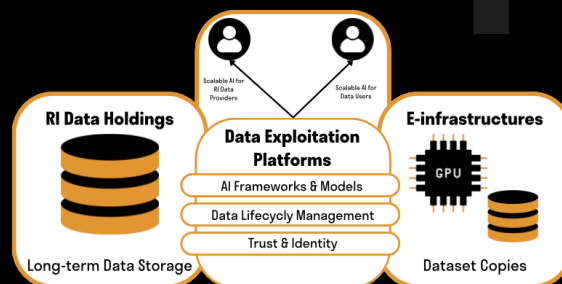 Scalable AI for
RI Data
Providers
Scalable AI for
Data Users
RI Data Holdings
Long-term Data Storage
Data Exploitation
Platforms
AI Frameworks & Models
Data Lifecycly Management
Trust & Identity
E-infrastructures
GPU
Dataset Copies